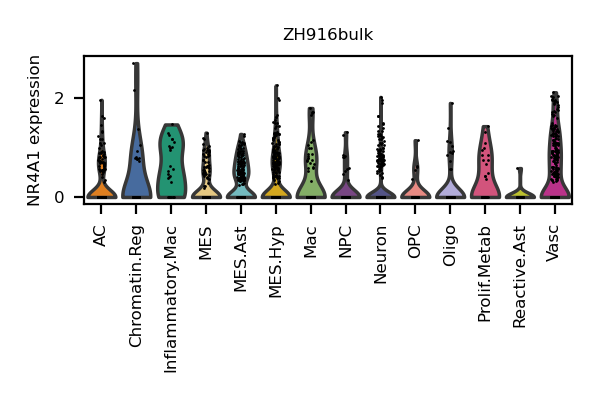 ZH916bulk
NR4A1 expression
2
0
AC
Chromatin.Reg
Inflammatory.Mac
MES
MES.Ast
MES.Hyp
Mac
NPC
Neuron
OPC
Oligo
Prolif.Metab
Reactive.Ast
Vasc